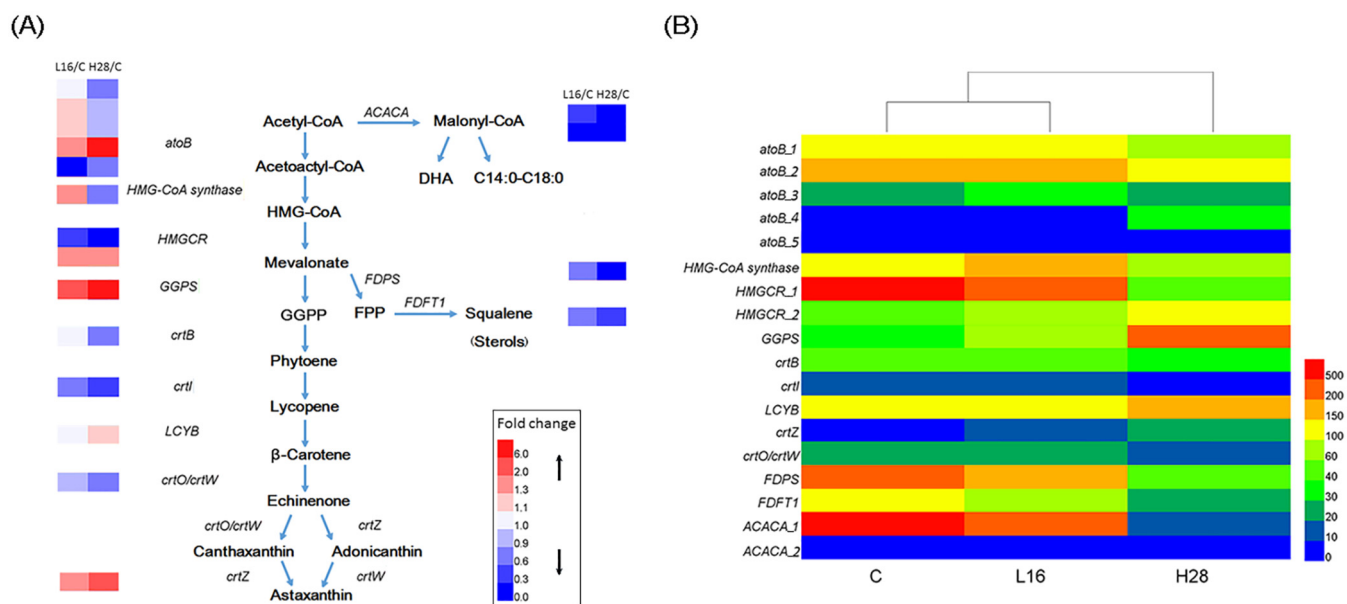 (A)
L16/C H28/C
atoB
HMG-CoA synthase
HMGCR
GGPS
crtB
crtI
LCYB
crtO/crtW
Acetyl-CoA
ACACA
Malonyl-CoA
Acetoactyl-CoA
DHA
C14:0-C18:0
HMG-CoA
Mevalonate
FDPS
GGPP
FPP
FDFT1
Squalene
(Sterols)
Phytoene
Lycopene
β-Carotene
Echinenone
crtO/crtW
crtZ
Canthaxanthin
Adonicanthin
crtZ
crtW
Astaxanthin
L16/C H28/C
Fold change
6.0
2.0
1.3
1.1
1.0
0.9
0.6
0.3
0.0
(B)
atoB_1
atoB_2
atoB_3
atoB_4
atoB_5
HMG-CoA synthase
HMGCR_1
HMGCR_2
GGPS
crtB
crtI
LCYB
crtZ
crtO/crtW
FDPS
FDFT1
ACACA_1
ACACA_2
C L16 H28
500
200
150
100
60
40
30
20
10
0